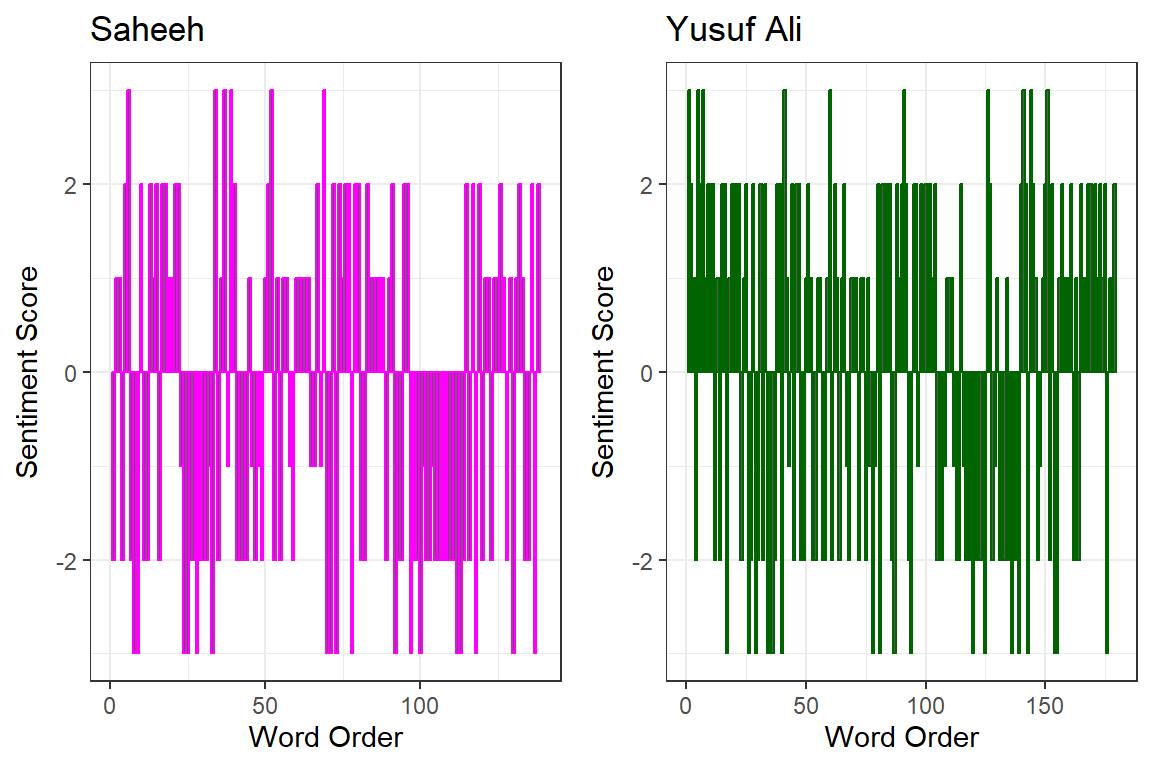 Saheeh
Sentiment Score
2
0
-2
0 50 100
Word Order
Yusuf Ali
Sentiment Score
2
0
-2
0 50 100 150
Word Order